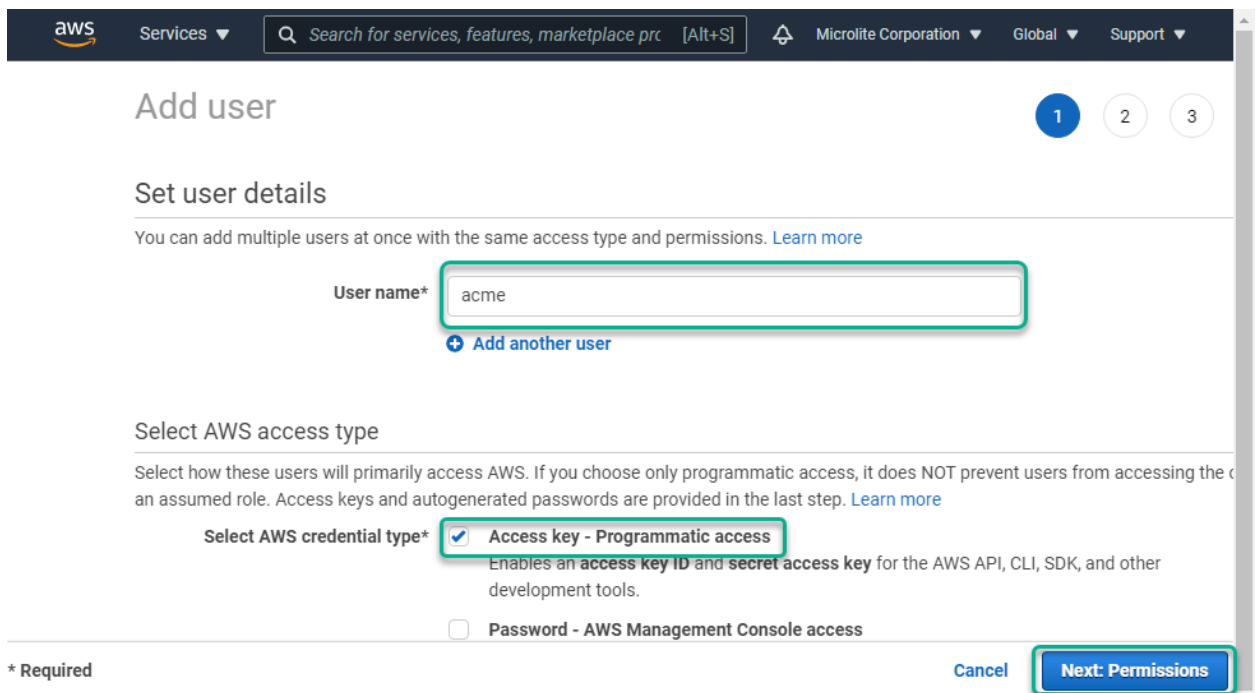 aws Services ▼ Search for services, features, marketplace prc [Alt+S] Microlite Corporation ▼ Global ▼ Support ▼
Add user
1 2 3
Set user details
You can add multiple users at once with the same access type and permissions. Learn more
User name* acme
Add another user
Select AWS access type
Select how these users will primarily access AWS. If you choose only programmatic access, it does NOT prevent users from accessing the
an assumed role. Access keys and autogenerated passwords are provided in the last step. Learn more
Select AWS credential type* Access key - Programmatic access
Enables an access key ID and secret access key for the AWS API, CLI, SDK, and other
development tools.
Password - AWS Management Console access
* Required Cancel Next: Permissions